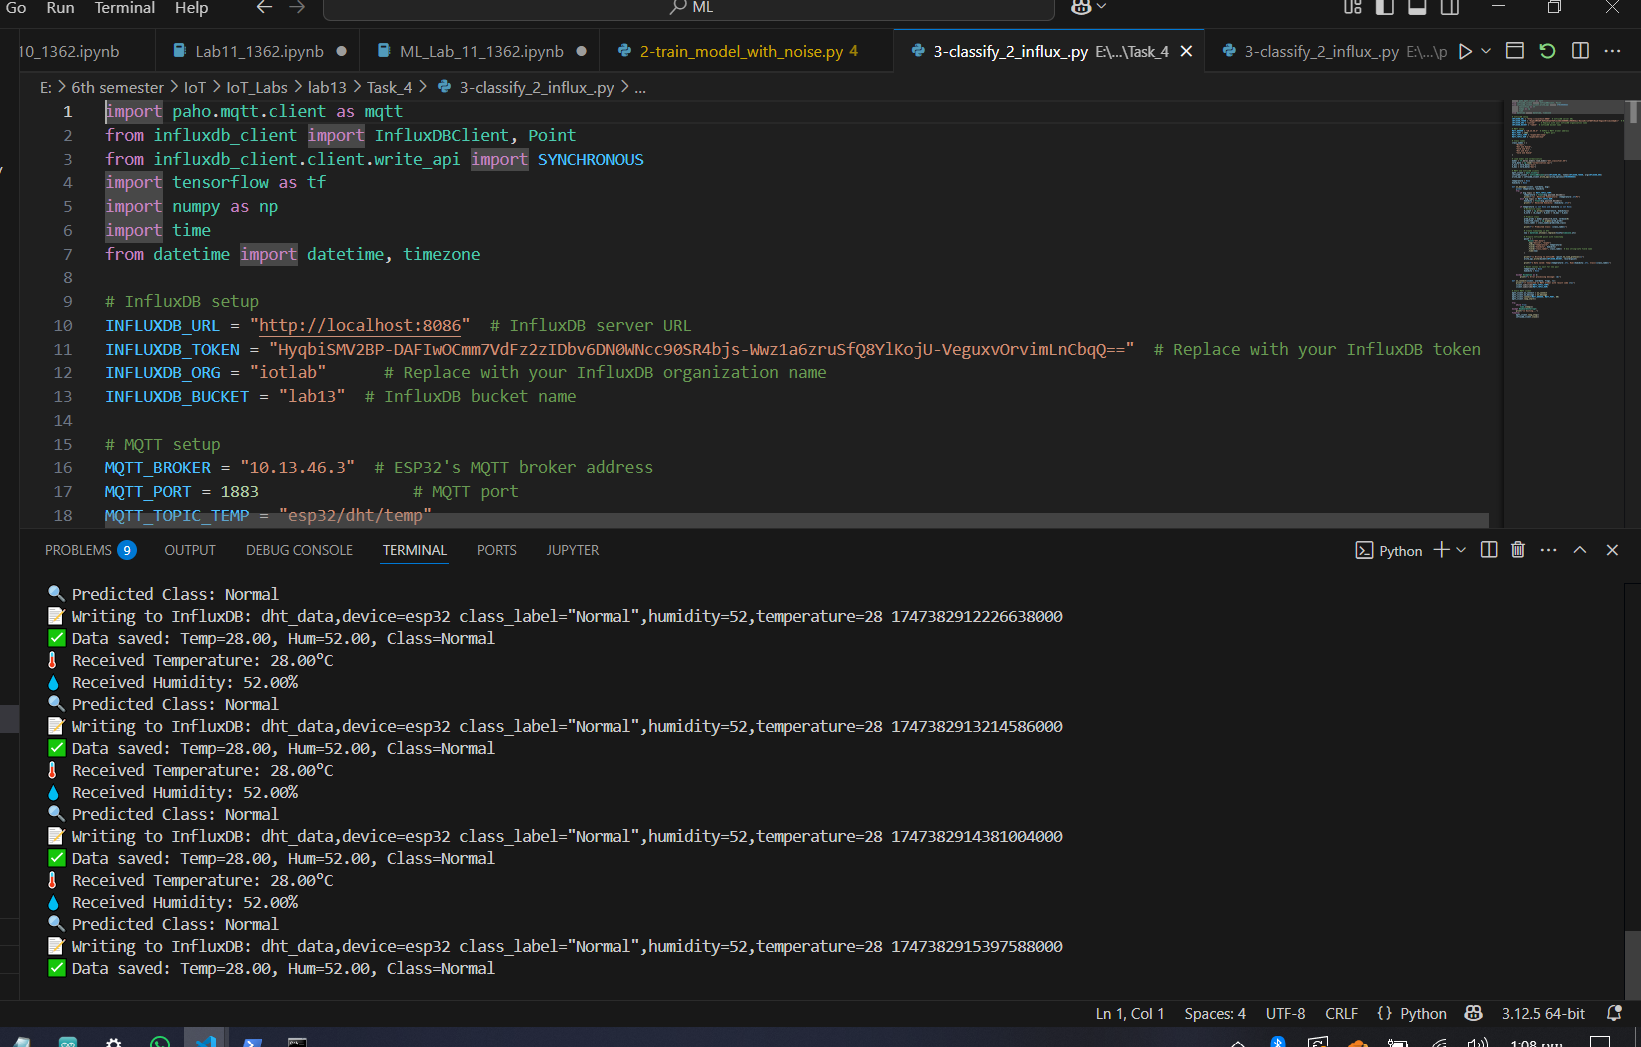 Go Run Terminal Help ML
10_1362.ipynb Lab11_1362.ipynb ML_Lab_11_1362.ipynb 2-train_model_with_noise.py 4 3-classify_2_influx_.py E:\...\Task_4 3-classify_2_influx_.py E:\...\p
E: > 6th semester > IoT > IoT_Labs > lab13 > Task_4 > 3-classify_2_influx_.py > ...
1 import paho.mqtt.client as mqtt
2 from influxdb_client import InfluxDBClient, Point
3 from influxdb_client.client.write_api import SYNCHRONOUS
4 import tensorflow as tf
5 import numpy as np
6 import time
7 from datetime import datetime, timezone
8
9 # InfluxDB setup
10 INFLUXDB_URL = "http://localhost:8086"  # InfluxDB server URL
11 INFLUXDB_TOKEN = "HyqbiSMV2BP-DAFIwOCmm7VdFz2zIDbv6DN0WNcc90SR4bjs-Wwz1a6zruSfQ8YlKojU-VeguxvOrvimLnCbqQ=="  # Replace with your InfluxDB token
12 INFLUXDB_ORG = "iotlab"      # Replace with your InfluxDB organization name
13 INFLUXDB_BUCKET = "lab13"  # InfluxDB bucket name
14
15 # MQTT setup
16 MQTT_BROKER = "10.13.46.3"  # ESP32's MQTT broker address
17 MQTT_PORT = 1883                # MQTT port
18 MQTT_TOPIC_TEMP = "esp32/dht/temp"
PROBLEMS 9 OUTPUT DEBUG CONSOLE TERMINAL PORTS JUPYTER Python
🔍 Predicted Class: Normal
📝 Writing to InfluxDB: dht_data,device=esp32 class_label="Normal",humidity=52,temperature=28 1747382912226638000
✅ Data saved: Temp=28.00, Hum=52.00, Class=Normal
🌡 Received Temperature: 28.00°C
💧 Received Humidity: 52.00%
🔍 Predicted Class: Normal
📝 Writing to InfluxDB: dht_data,device=esp32 class_label="Normal",humidity=52,temperature=28 1747382913214586000
✅ Data saved: Temp=28.00, Hum=52.00, Class=Normal
🌡 Received Temperature: 28.00°C
💧 Received Humidity: 52.00%
🔍 Predicted Class: Normal
📝 Writing to InfluxDB: dht_data,device=esp32 class_label="Normal",humidity=52,temperature=28 1747382914381004000
✅ Data saved: Temp=28.00, Hum=52.00, Class=Normal
🌡 Received Temperature: 28.00°C
💧 Received Humidity: 52.00%
🔍 Predicted Class: Normal
📝 Writing to InfluxDB: dht_data,device=esp32 class_label="Normal",humidity=52,temperature=28 1747382915397588000
✅ Data saved: Temp=28.00, Hum=52.00, Class=Normal
Ln 1, Col 1 Spaces: 4 UTF-8 CRLF {} Python 3.12.5 64-bit
1:08 pm